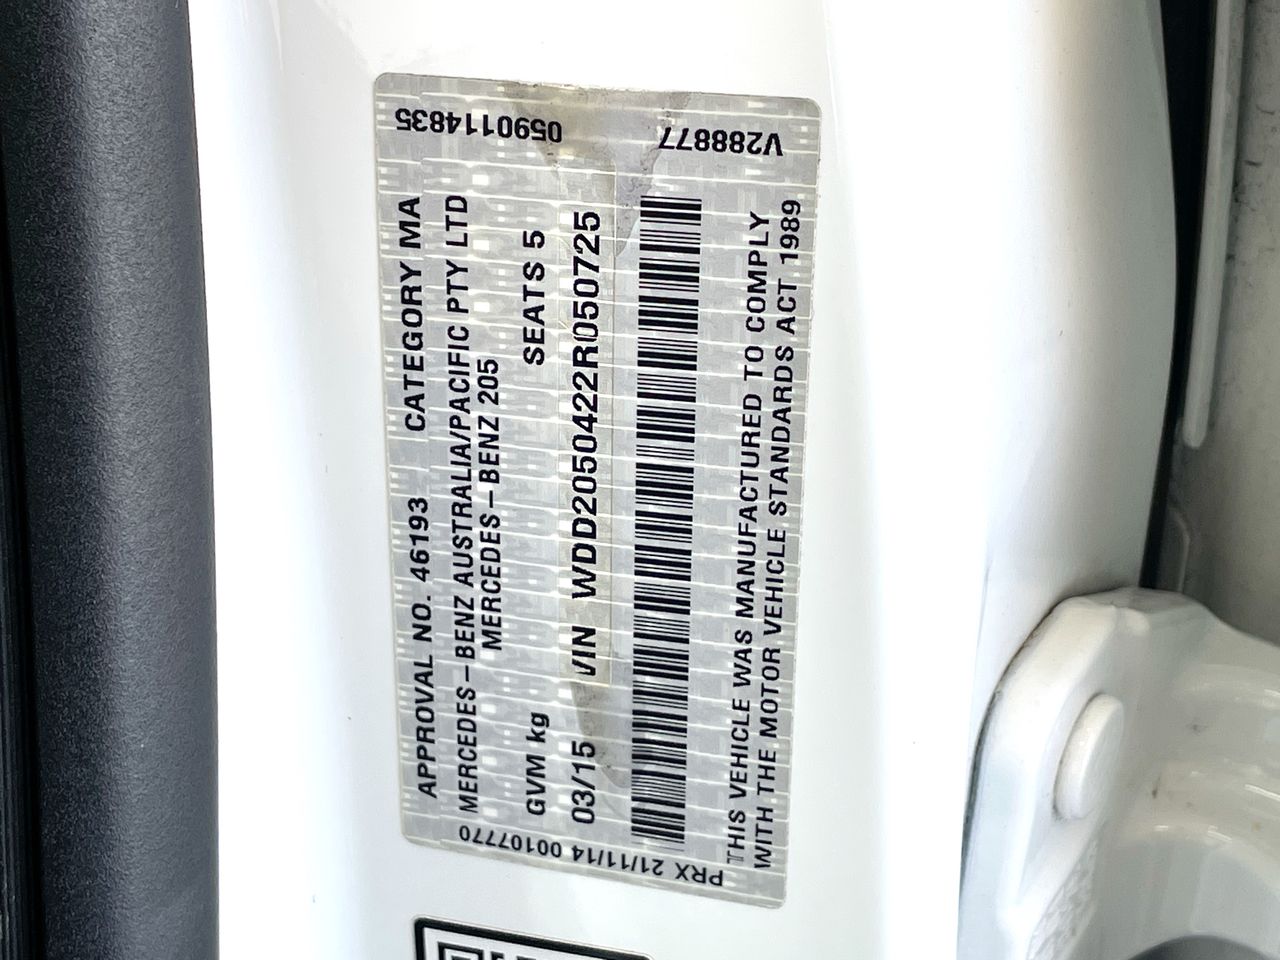 APPROVAL NO. 46193 CATEGORY MA
MERCEDES-BENZ AUSTRALIA/PACIFIC PTY LTD
MERCEDES-BENZ 205
GVM kg SEATS 5
03/15 VIN WDD2050422R050725
THIS VEHICLE WAS MANUFACTURED TO COMPLY
WITH THE MOTOR VEHICLE STANDARDS ACT 1989
0590114835 V288877
PRX 21/11/14 00107770